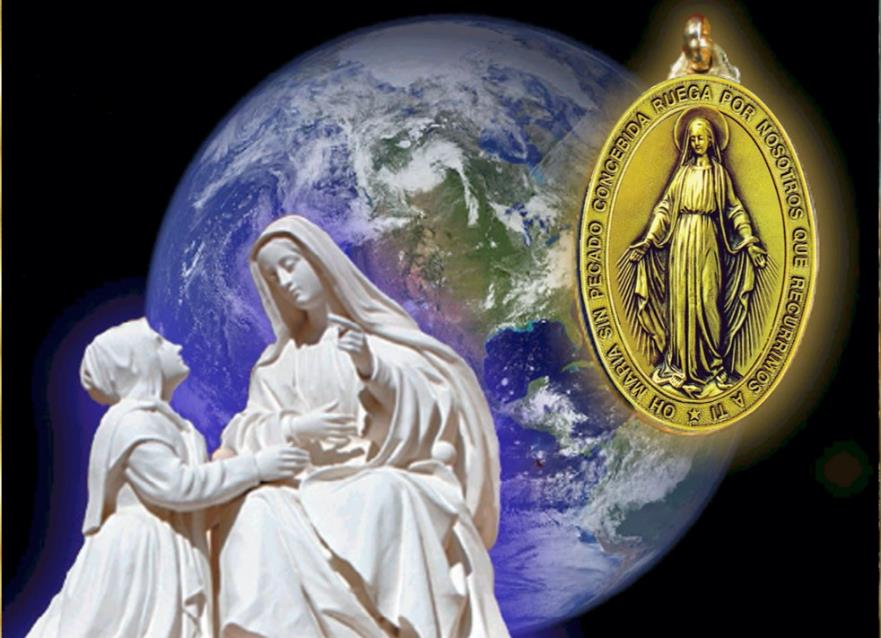 OH MARIA SIN PECADO CONCEBIDA RUEGA POR NOSOTROS QUE RECURRIMOS A TI